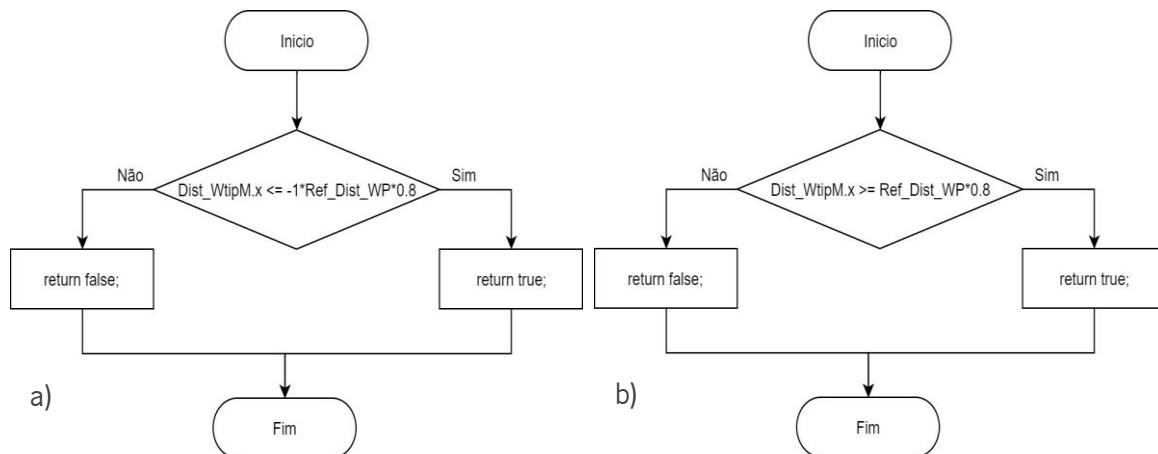 Inicio
Não
Dist_WtipM.x <= -1*Ref_Dist_WP*0.8
Sim
return false;
return true;
a)
Fim
Inicio
Não
Dist_WtipM.x >= Ref_Dist_WP*0.8
Sim
return false;
return true;
b)
Fim